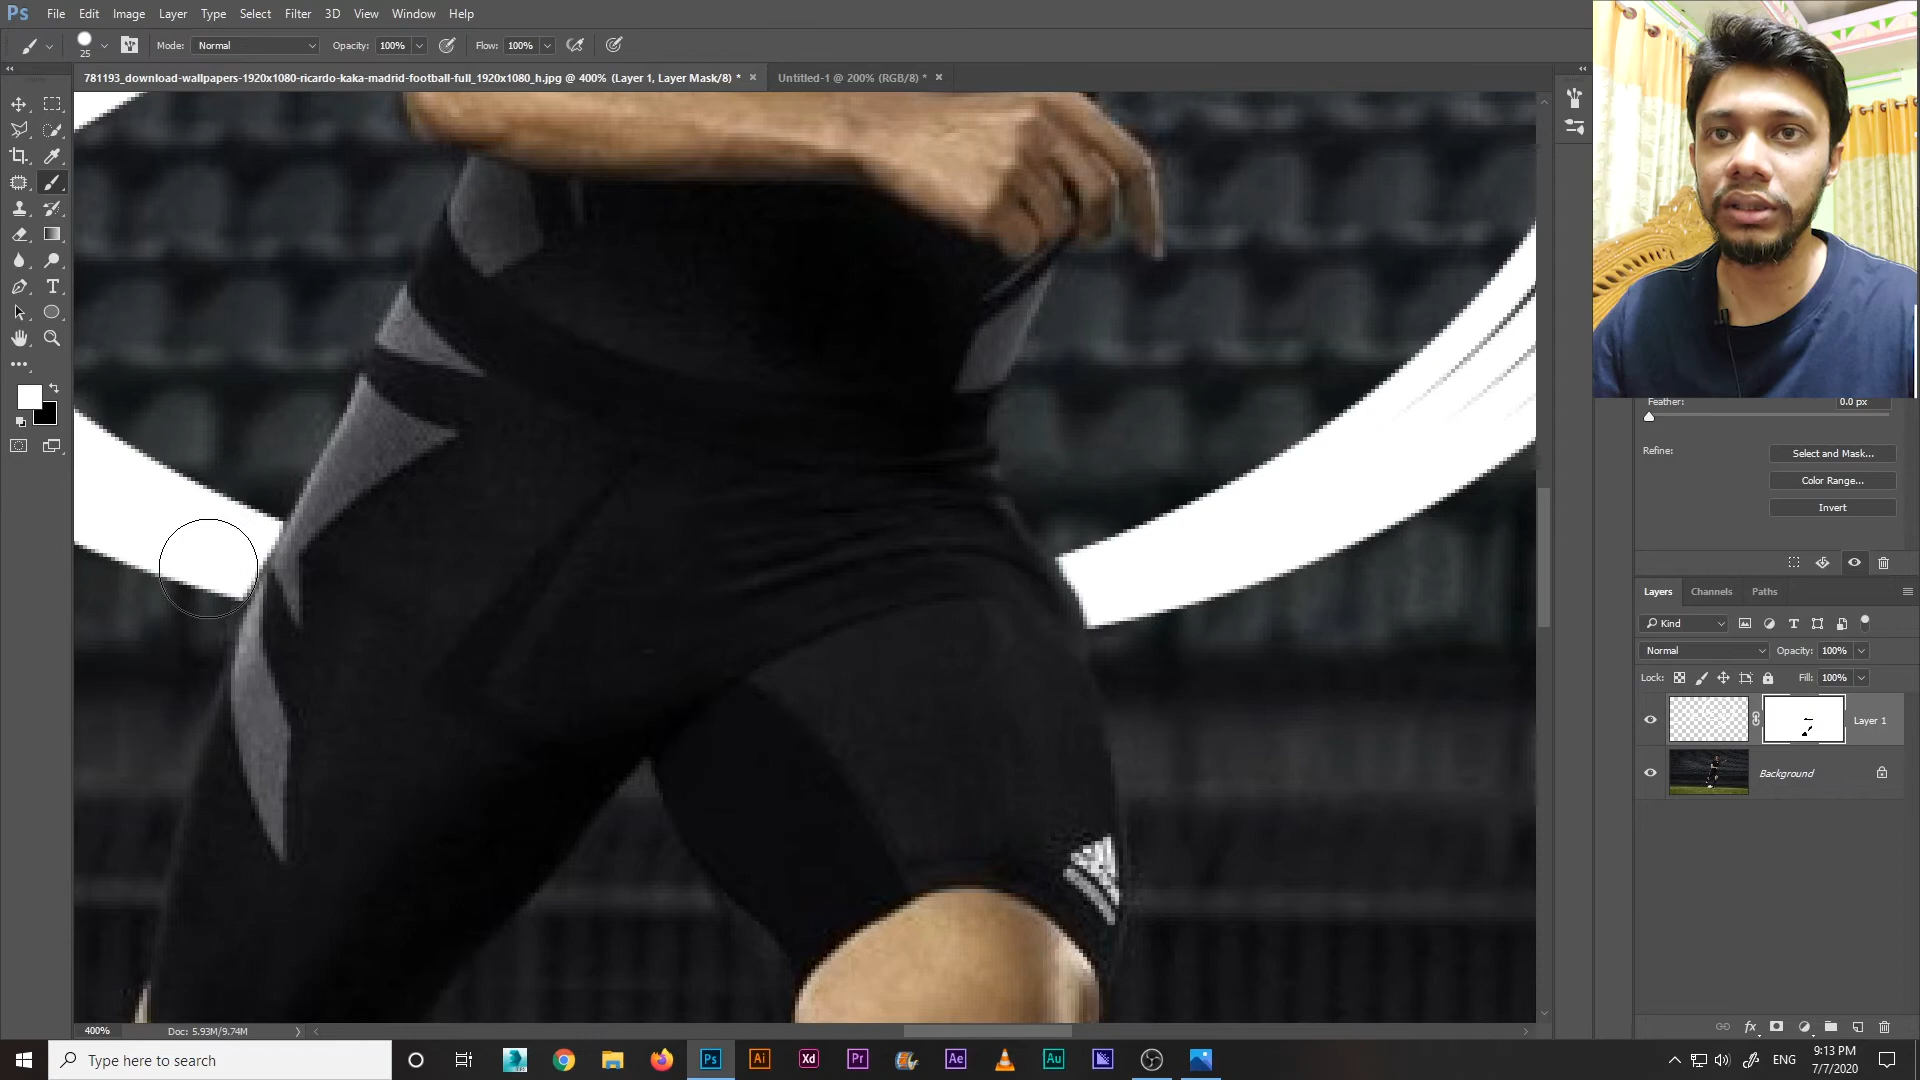 Ps File Edit Image Layer Type Select Filter 3D View Window Help
25 Mode: Normal Opacity: 100% Flow: 100%
781193_download-wallpapers-1920x1080-ricardo-kaka-madrid-football-full_1920x1080_h.jpg @ 400% (Layer 1, Layer Mask/8) * × Untitled-1 @ 200% (RGB/8) * ×
Feather: 0.0 px
Refine: Select and Mask...
Color Range...
Invert
Layers Channels Paths
Kind
Normal Opacity: 100%
Lock: Fill: 100%
Layer 1
Background
400% Doc: 5.93M/9.74M
Type here to search
Ps Ai Xd Pr Ae Au
ENG
9:13 PM
7/7/2020